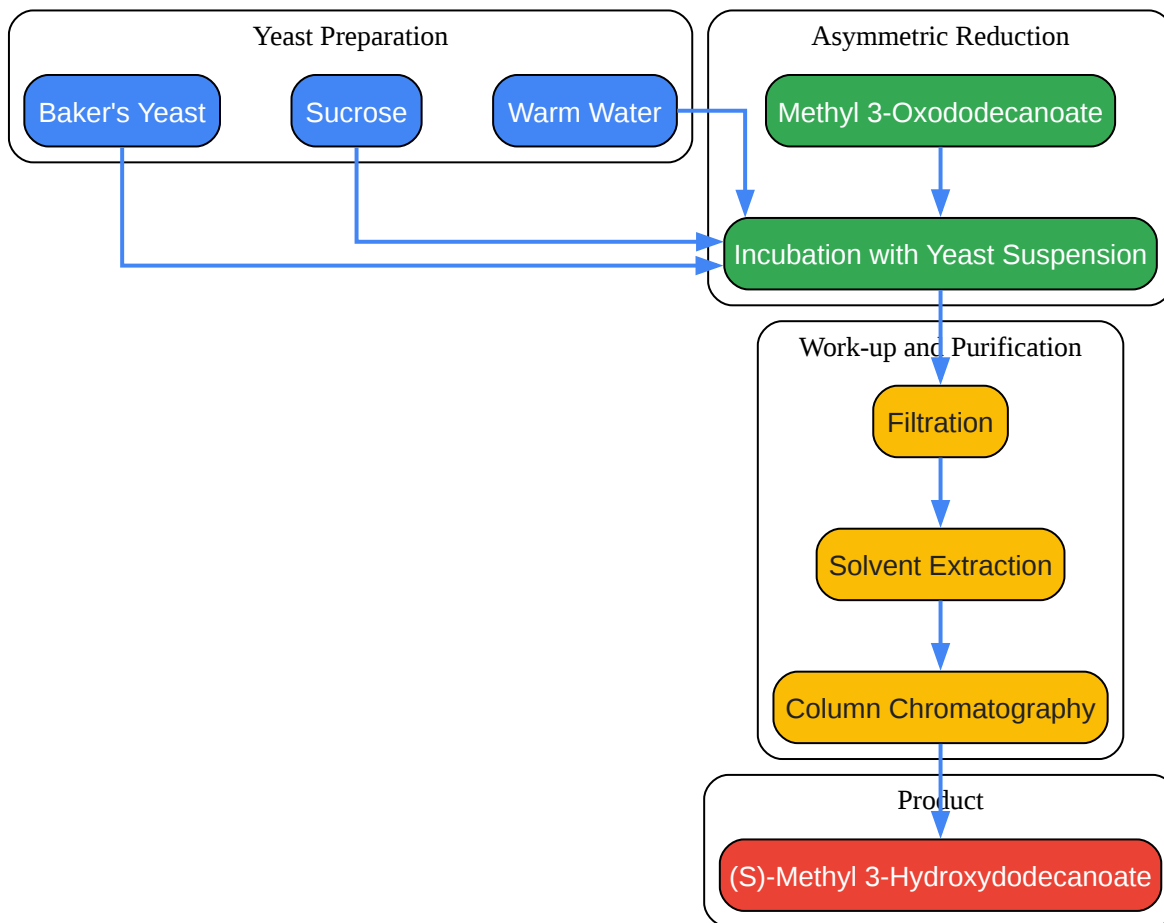 Yeast Preparation
Baker's Yeast
Sucrose
Warm Water
Asymmetric Reduction
Methyl 3-Oxododecanoate
Incubation with Yeast Suspension
Work-up and Purification
Filtration
Solvent Extraction
Column Chromatography
Product
(S)-Methyl 3-Hydroxydodecanoate